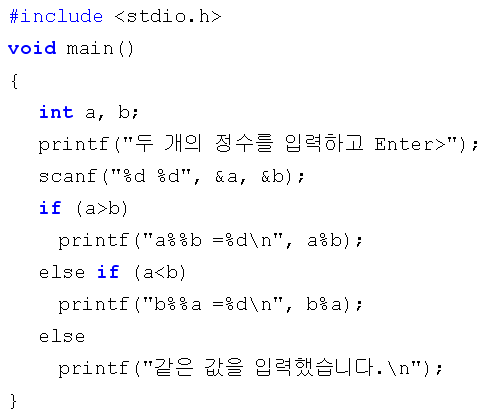 #include <stdio.h>
void main()
{
int a, b;
printf("두 개의 정수를 입력하고 Enter>");
scanf("%d %d", &a, &b);
if (a>b)
printf("a%%b =%d\n", a%b);
else if (a<b)
printf("b%%a =%d\n", b%a);
else
printf("같은 값을 입력했습니다.\n");
}